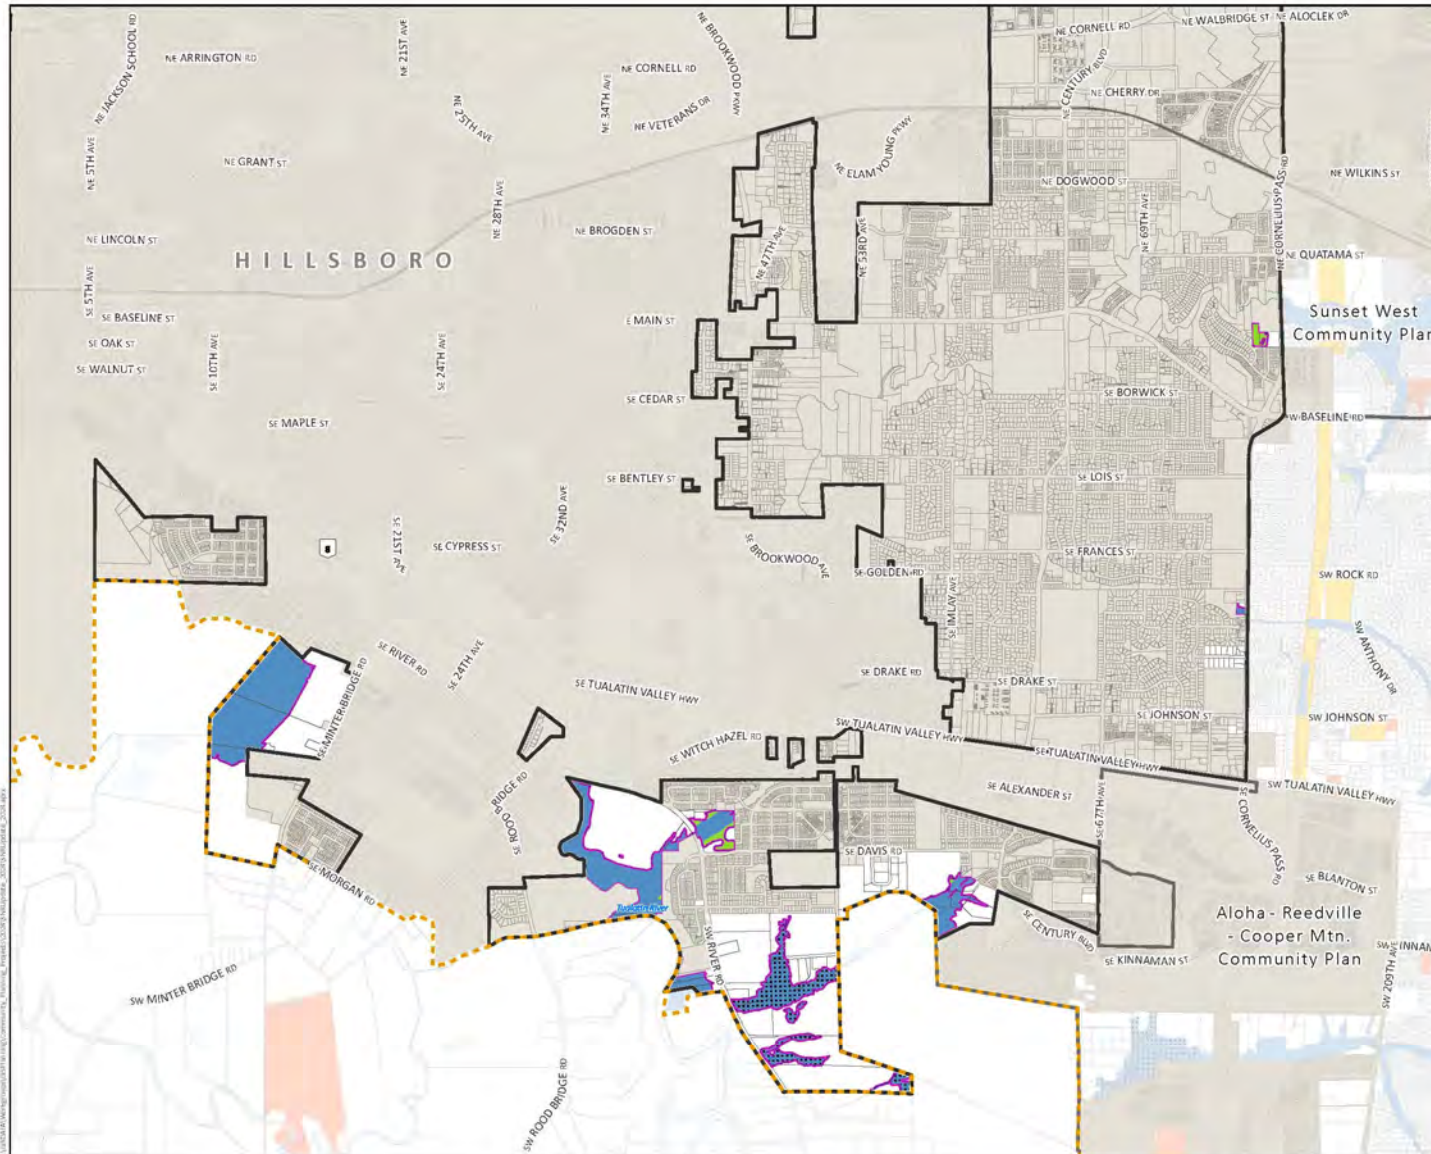 NE JACKSON SCHOOL RD
NE ARRINGTON RD
NE 21ST AVE
NE 25TH AVE
NE 34TH AVE
NE CORNELL RD
NE VETERANS DR
NE BROOKWOOD PKWY
NE CORNELL RD
NE WALBRIDGE ST
NE ALOCLEK DR
NE CENTURY BLVD
NE CHERRY DR
NE 5TH AVE
NE GRANT ST
NE 28TH AVE
NE ELAM YOUNG PKWY
NE DOGWOOD ST
NE 69TH AVE
NE CORNELIUS PASS RD
NE WILKINS ST
NE LINCOLN ST
HILLSBORO
NE BROGDEN ST
NE 47TH AVE
NE 53RD AVE
NE QUATAMA ST
SE 5TH AVE
SE BASELINE ST
SE OAK ST
SE WALNUT ST
SE 10TH AVE
SE 24TH AVE
E MAIN ST
Sunset West
Community Plan
SE MAPLE ST
SE CEDAR ST
SE BORWICK ST
W BASELINE RD
SE BENTLEY ST
SE LOIS ST
SE 21ST AVE
SE CYPRESS ST
SE 32ND AVE
SE BROOKWOOD AVE
SE GOLDEN RD
SE IMLAY AVE
SE FRANCES ST
SW ROCK RD
SW ANTHONY DR
SE MINTER BRIDGE RD
SE RIVER RD
SE 24TH AVE
SE TUALATIN VALLEY HWY
SE DRAKE RD
SE DRAKE ST
SE JOHNSON ST
SW JOHNSON ST
SE WITCH HAZEL RD
SW TUALATIN VALLEY HWY
SE TUALATIN VALLEY HWY
SW TUALATIN VALLEY HWY
SE ROOD BRIDGE RD
SE ALEXANDER ST
SE 67TH AVE
SE CORNELIUS PASS RD
SE DAVIS RD
SE BLANTON ST
SE MORGAN RD
Tualatin River
SW RIVER RD
SE CENTURY BLVD
SE KINNAMAN ST
Aloha - Reedville
- Cooper Mtn.
Community Plan
SW 209TH AVE
SW MINTER BRIDGE RD
SW ROOD BRIDGE RD